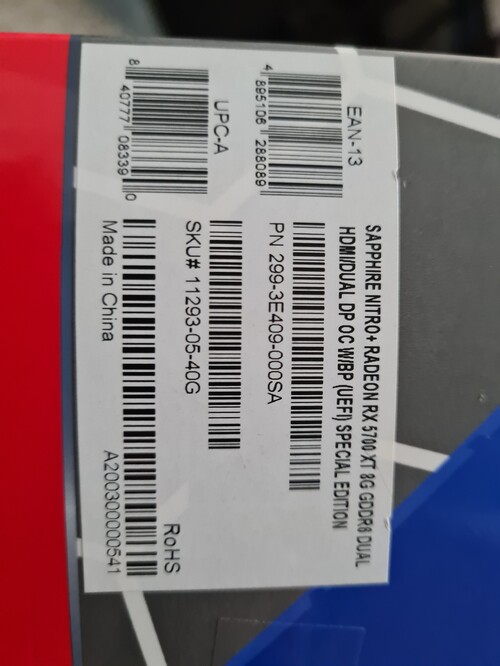 SAPPHIRE NITRO+ RADEON RX 5700 XT 8G GDDR6 DUAL
HDMI/DUAL DP OC W/BP (UEFI) SPECIAL EDITION
EAN-13
4 895106 288089
PN 299-3E409-000SA
UPC-A
8 40777 08339 0
SKU# 11293-05-40G
RoHS
Made in China
A200300000541